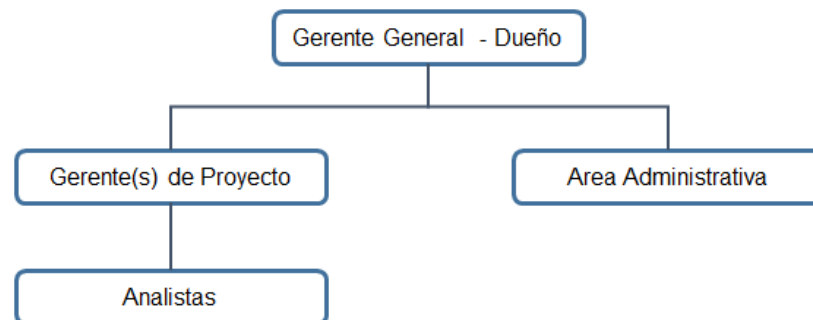 Gerente General - Dueño
Gerente(s) de Proyecto
Area Administrativa
Analistas